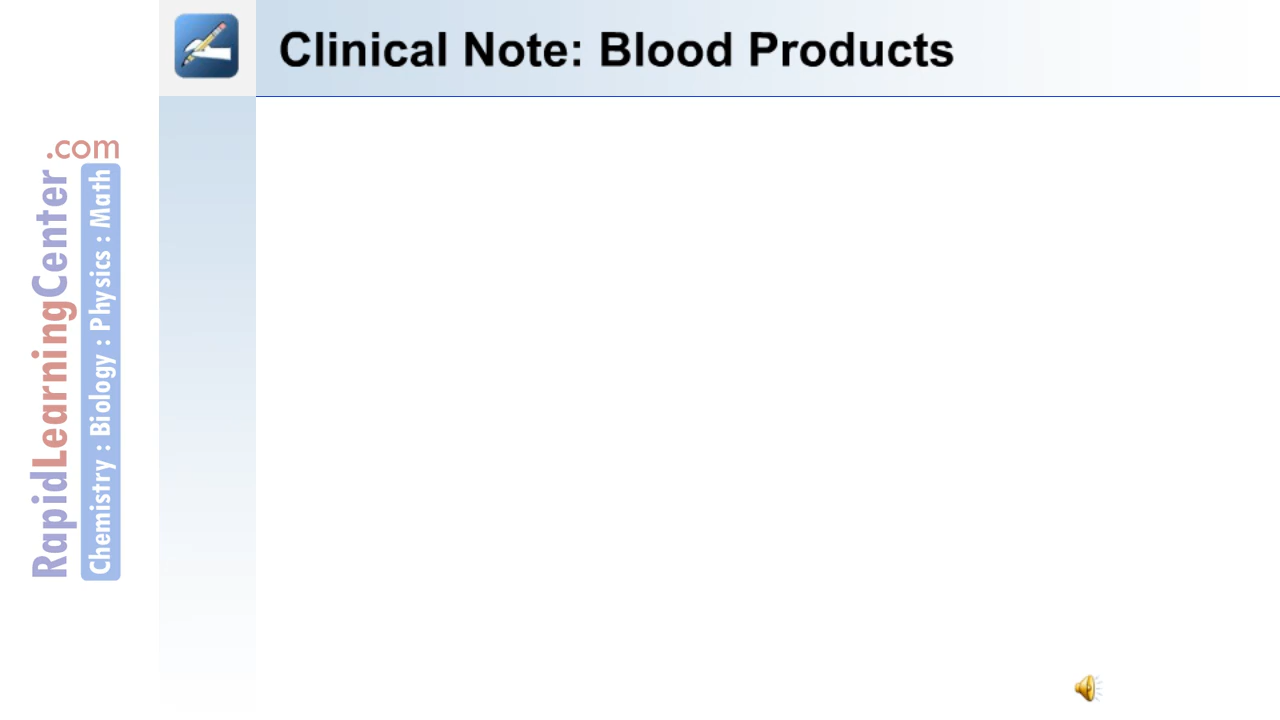 Clinical Note: Blood Products
RapidLearningCenter.com
Chemistry : Biology : Physics : Math